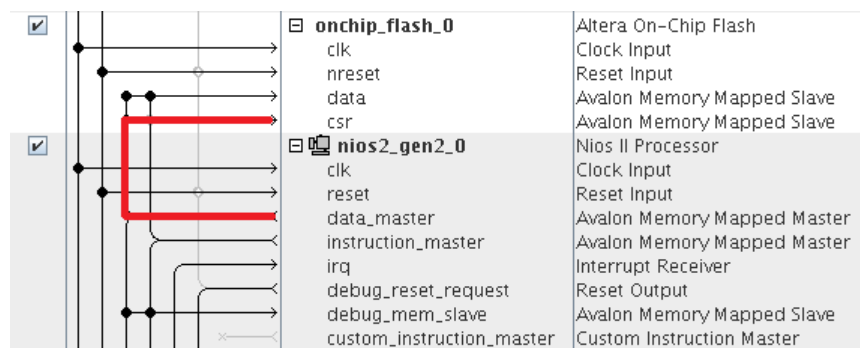 onchip_flash_0 Altera On-Chip Flash
clk Clock Input
nreset Reset Input
data Avalon Memory Mapped Slave
csr Avalon Memory Mapped Slave
nios2_gen2_0 Nios II Processor
clk Clock Input
reset Reset Input
data_master Avalon Memory Mapped Master
instruction_master Avalon Memory Mapped Master
irq Interrupt Receiver
debug_reset_request Reset Output
debug_mem_slave Avalon Memory Mapped Slave
custom_instruction_master Custom Instruction Master